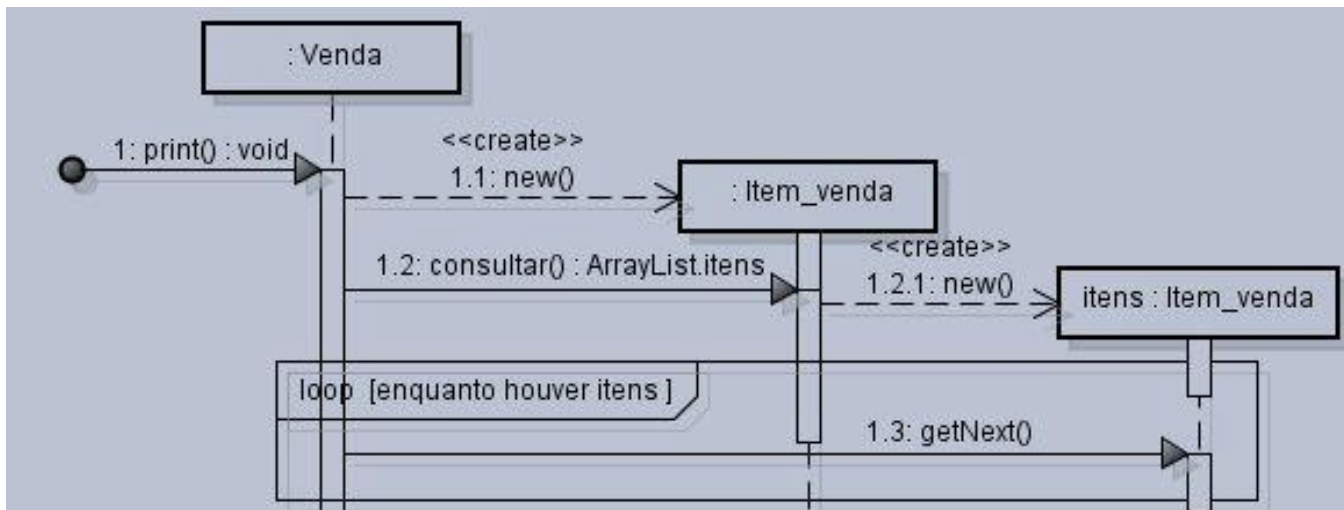 : Venda
1: print() : void
<<create>>
1.1: new()
: Item_venda
1.2: consultar() : ArrayList.itens
<<create>>
1.2.1: new()
itens : Item_venda
loop [enquanto houver itens ]
1.3: getNext()